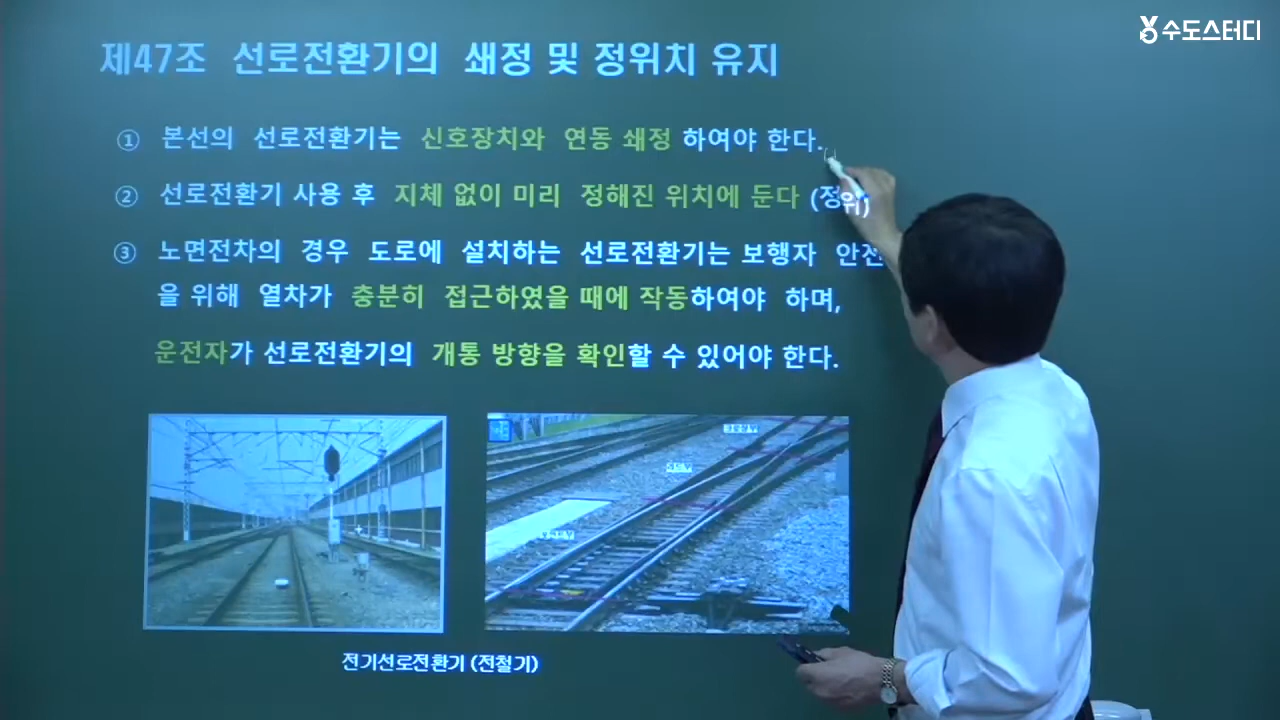 수도스터디
제47조 선로전환기의 쇄정 및 정위치 유지
① 본선의 선로전환기는 신호장치와 연동 쇄정 하여야 한다.
② 선로전환기 사용 후 지체 없이 미리 정해진 위치에 둔다 (정위)
③ 노면전차의 경우 도로에 설치하는 선로전환기는 보행자 안전
을 위해 열차가 충분히 접근하였을 때에 작동하여야 하며,
운전자가 선로전환기의 개통 방향을 확인할 수 있어야 한다.
전기선로전환기 (전철기)